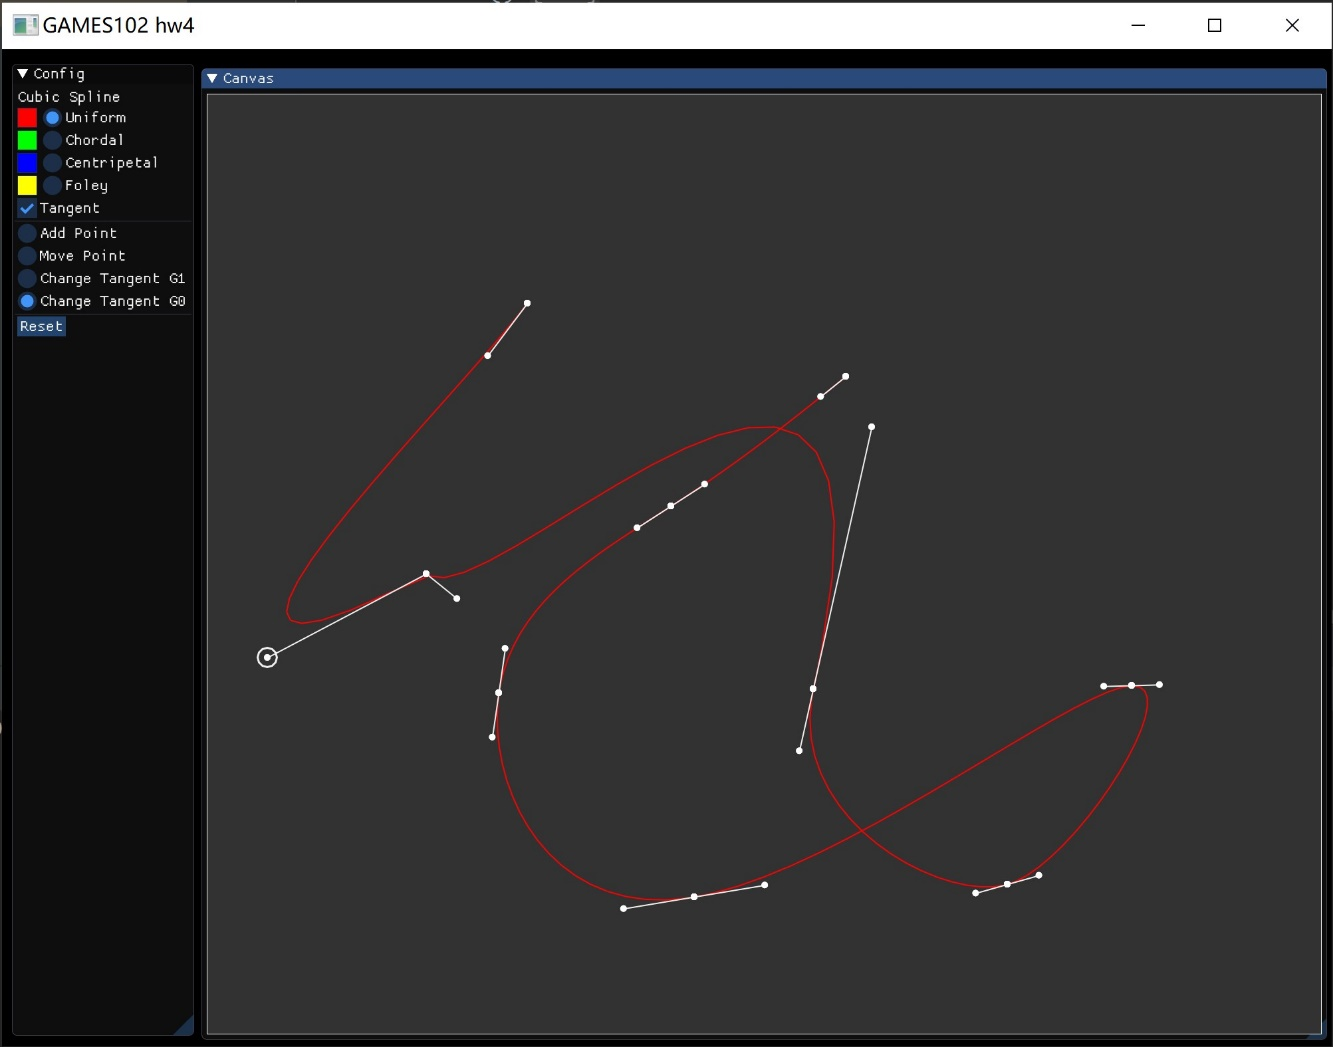 GAMES102 hw4
Config
Cubic Spline
Uniform
Chordal
Centripetal
Foley
Tangent
Add Point
Move Point
Change Tangent G1
Change Tangent G0
Reset
Canvas